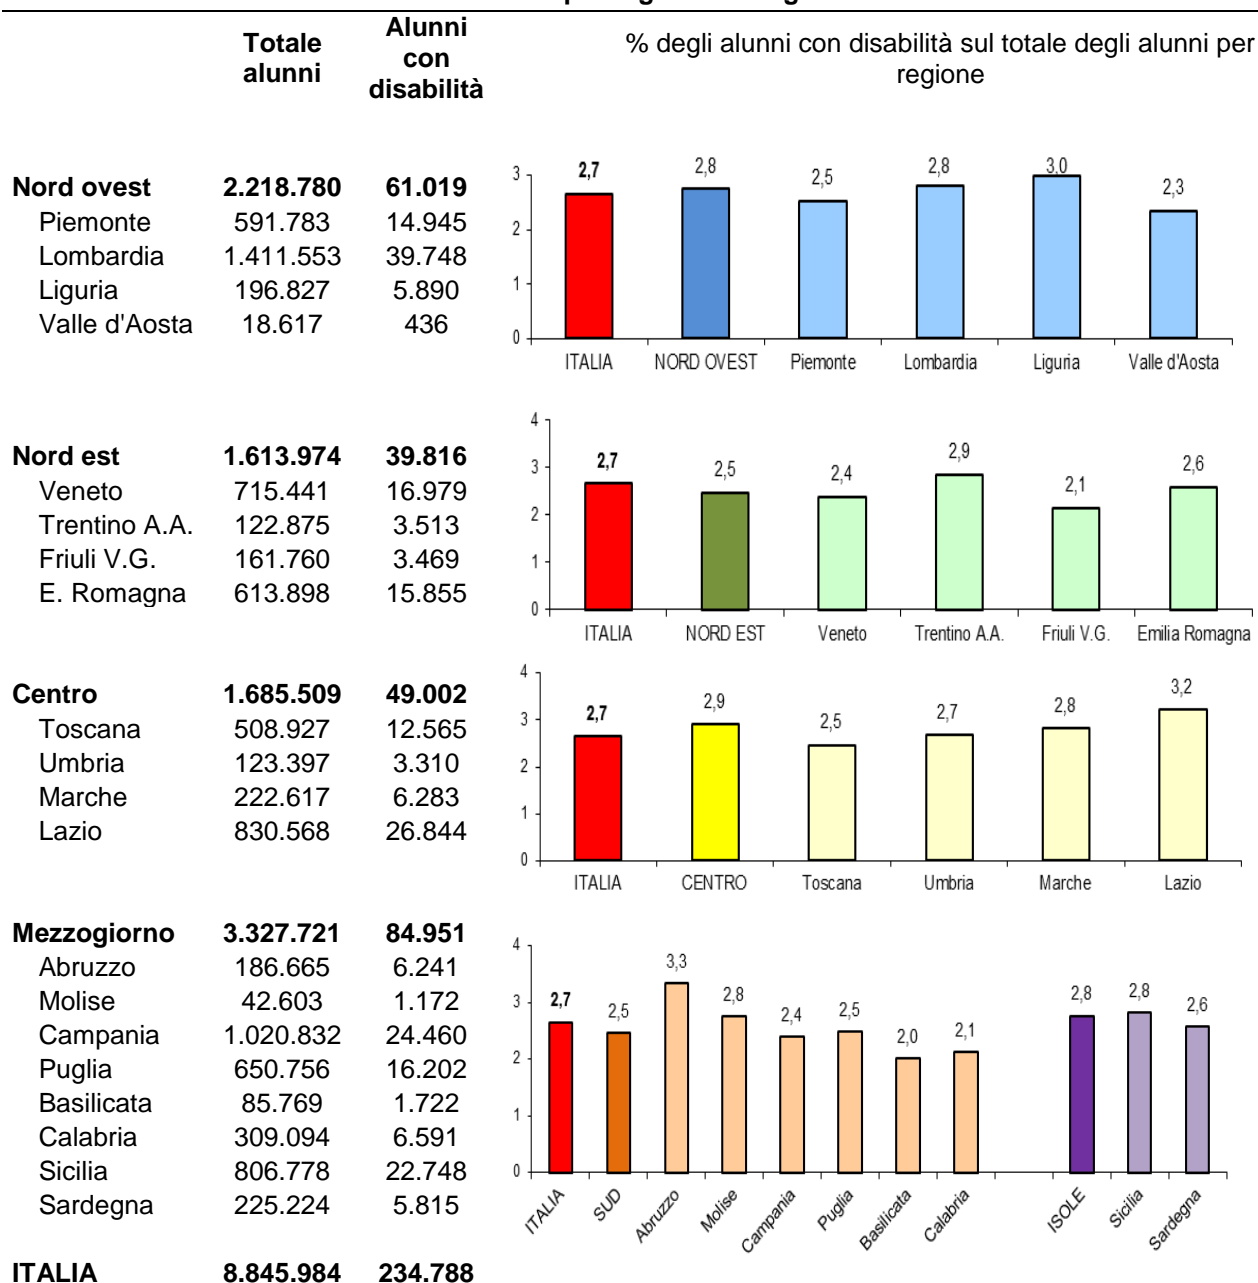 Totale alunni
Alunni con disabilità
% degli alunni con disabilità sul totale degli alunni per
regione
Nord ovest 2.218.780 61.019
Piemonte 591.783 14.945
Lombardia 1.411.553 39.748
Liguria 196.827 5.890
Valle d'Aosta 18.617 436
3
2
1
0
2,7 2,8 2,5 2,8 3,0 2,3
ITALIA NORD OVEST Piemonte Lombardia Liguria Valle d'Aosta
Nord est 1.613.974 39.816
Veneto 715.441 16.979
Trentino A.A. 122.875 3.513
Friuli V.G. 161.760 3.469
E. Romagna 613.898 15.855
4
3
2
1
0
2,7 2,5 2,4 2,9 2,1 2,6
ITALIA NORD EST Veneto Trentino A.A. Friuli V.G. Emilia Romagna
Centro 1.685.509 49.002
Toscana 508.927 12.565
Umbria 123.397 3.310
Marche 222.617 6.283
Lazio 830.568 26.844
4
3
2
1
0
2,7 2,9 2,5 2,7 2,8 3,2
ITALIA CENTRO Toscana Umbria Marche Lazio
Mezzogiorno 3.327.721 84.951
Abruzzo 186.665 6.241
Molise 42.603 1.172
Campania 1.020.832 24.460
Puglia 650.756 16.202
Basilicata 85.769 1.722
Calabria 309.094 6.591
Sicilia 806.778 22.748
Sardegna 225.224 5.815
4
3
2
1
0
2,7 2,5 3,3 2,8 2,4 2,5 2,0 2,1 2,8 2,8 2,6
ITALIA SUD Abruzzo Molise Campania Puglia Basilicata Calabria ISOLE Sicilia Sardegna
ITALIA 8.845.984 234.788